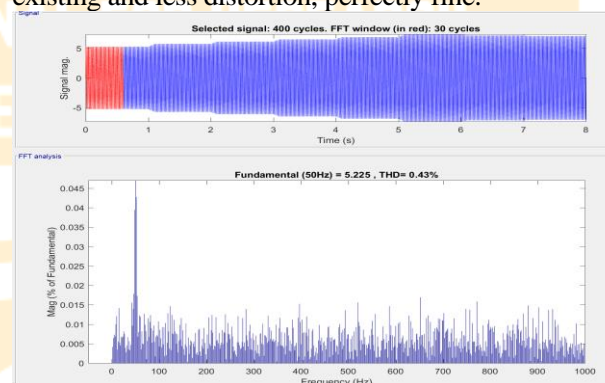 existing and less distortion, perfectly fine.
Signal
Selected signal: 400 cycles. FFT window (in red): 30 cycles
Signal mag.
5
0
-5
0 1 2 3 4 5 6 7 8
Time (s)
FFT analysis
Fundamental (50Hz) = 5.225 , THD= 0.43%
Mag (% of Fundamental)
0.045
0.04
0.035
0.03
0.025
0.02
0.015
0.01
0.005
0
0 100 200 300 400 500 600 700 800 900 1000
Frequency (Hz)